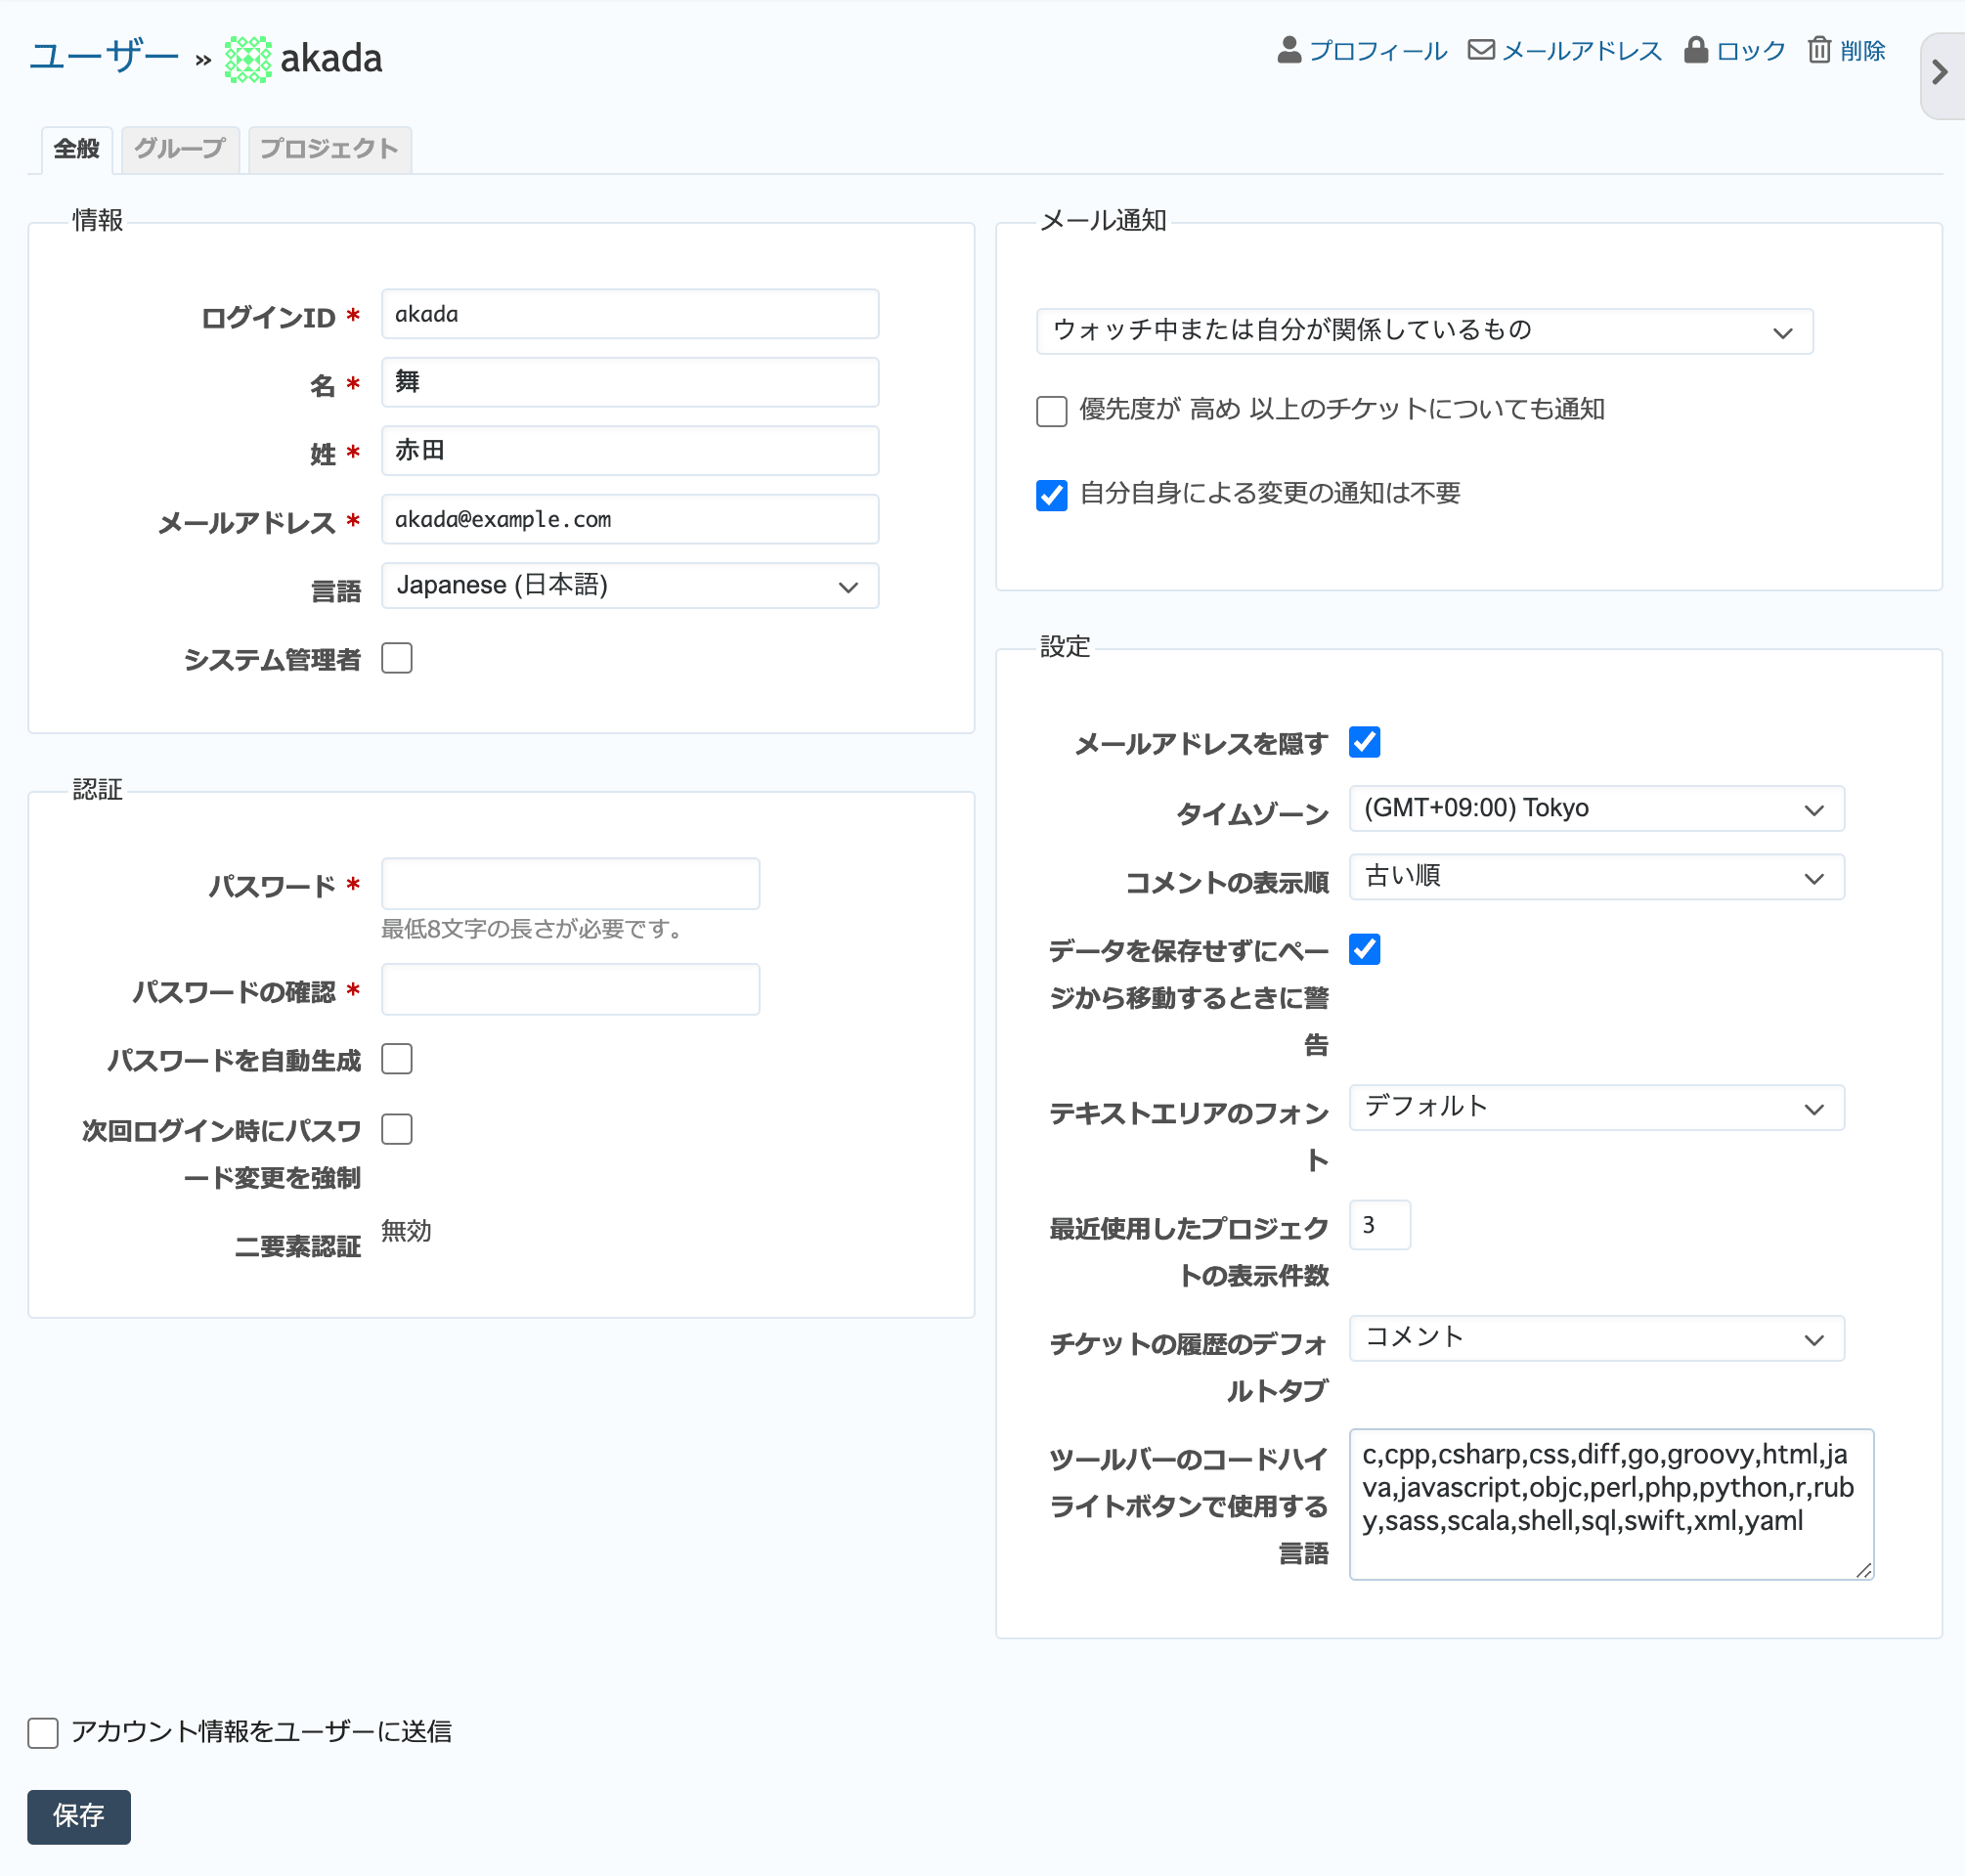 ユーザー » akada
プロフィール メールアドレス ロック 削除
全般 グループ プロジェクト
情報
ログインID * akada
名 * 舞
姓 * 赤田
メールアドレス * akada@example.com
言語 Japanese (日本語)
システム管理者
認証
パスワード *
最低8文字の長さが必要です。
パスワードの確認 *
パスワードを自動生成
次回ログイン時にパスワ
ード変更を強制
二要素認証 無効
メール通知
ウォッチ中または自分が関係しているもの
優先度が 高め 以上のチケットについても通知
自分自身による変更の通知は不要
設定
メールアドレスを隠す
タイムゾーン (GMT+09:00) Tokyo
コメントの表示順 古い順
データを保存せずにペー
ジから移動するときに警
告
テキストエリアのフォン デフォルト
ト
最近使用したプロジェク 3
トの表示件数
チケットの履歴のデフォ コメント
ルトタブ
ツールバーのコードハイ
ライトボタンで使用する
言語
c,cpp,csharp,css,diff,go,groovy,html,ja
va,javascript,objc,perl,php,python,r,rub
y,sass,scala,shell,sql,swift,xml,yaml
アカウント情報をユーザーに送信
保存